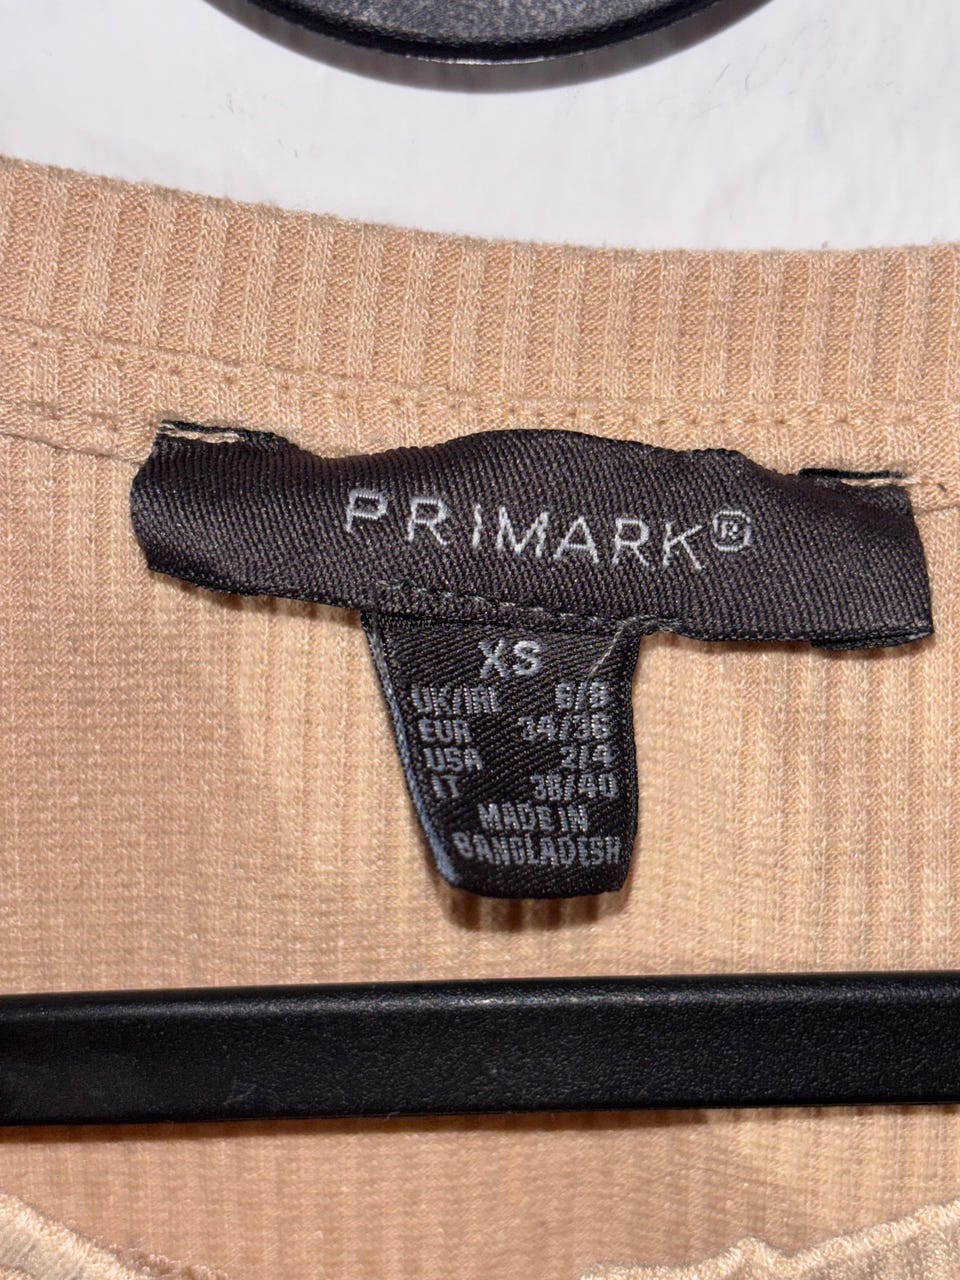 PRIMARK®
XS
UK/IRL 6/8
EUR 34/36
USA 2/4
IT 38/40
MADE IN
BANGLADESH